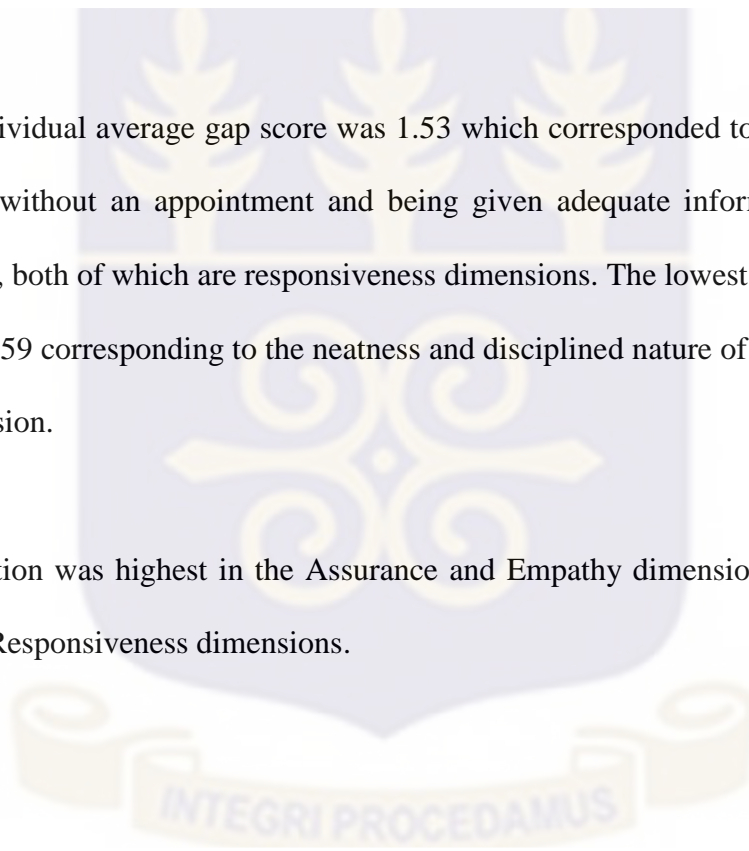 ividual average gap score was 1.53 which corresponded to
without an appointment and being given adequate infor
, both of which are responsiveness dimensions. The lowest
59 corresponding to the neatness and disciplined nature of
sion.
tion was highest in the Assurance and Empathy dimensio
Responsiveness dimensions.
INTEGRI PROCEDAMUS